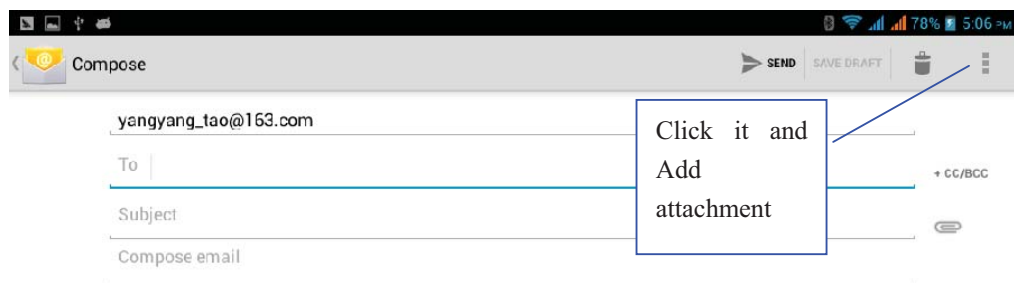 78% 5:06 PM
Compose
SEND
SAVE DRAFT
yangyang_tao@163.com
To
+ CC/BCC
Subject
Compose email
Click it and
Add
attachment